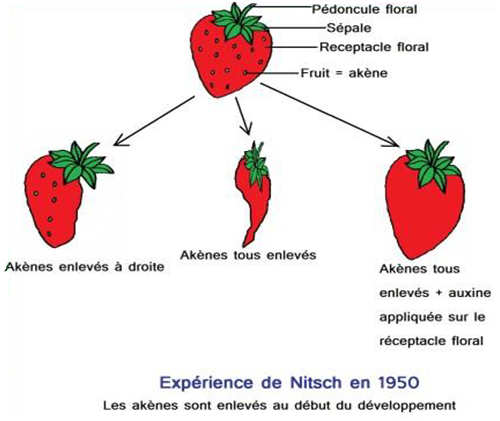 Pédoncule floral
Sépale
Receptacle floral
Fruit = akène
Akènes enlevés à droite
Akènes tous enlevés
Akènes tous
enlevés + auxine
appliquée sur le
réceptacle floral
Expérience de Nitsch en 1950
Les akènes sont enlevés au début du développement